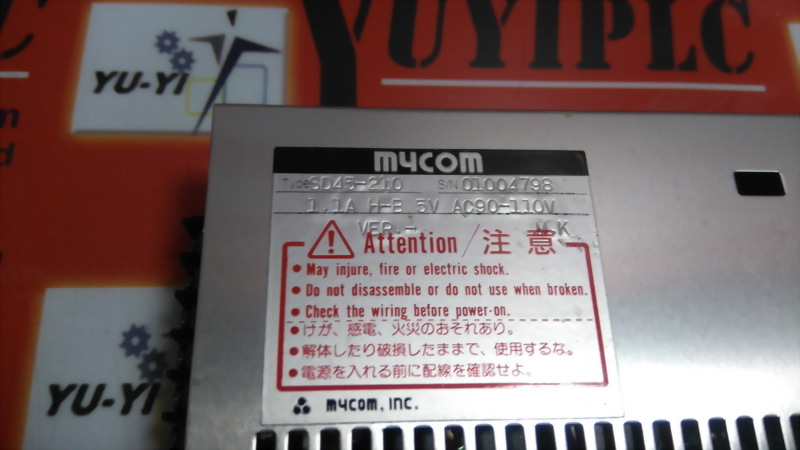 YUYIPLC
YU-YI
mycom
Type SD45-210 S/N 01004798
1.1A H-B 5V AC90-110V
VER.- M.K
Attention/注意
• May injure, fire or electric shock.
• Do not disassemble or do not use when broken.
• Check the wiring before power-on.
• けが、感電、火災のおそれあり。
• 解体したり破損したままで、使用するな。
• 電源を入れる前に配線を確認せよ。
mycom, INC.
YU-YI